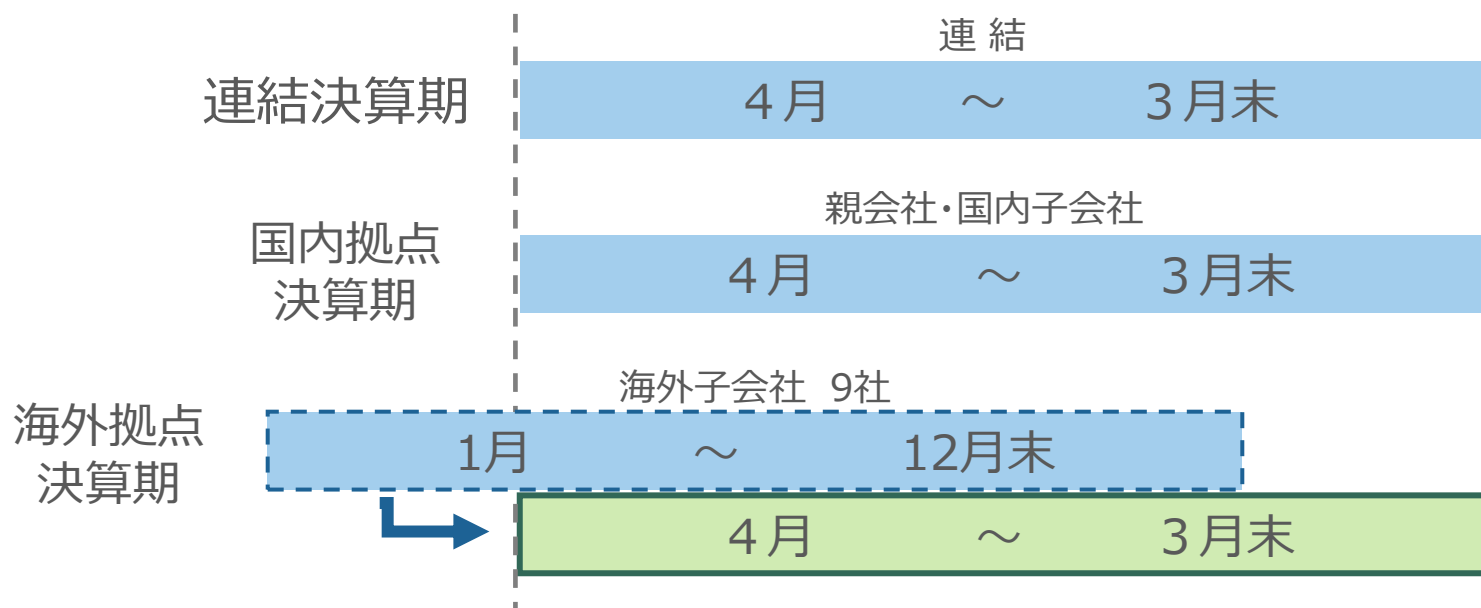 連 結
連結決算期
４月 ～ ３月末
親会社・国内子会社
国内拠点
決算期
４月 ～ ３月末
海外子会社 9社
海外拠点
決算期
1月 ～ 12月末
４月 ～ ３月末